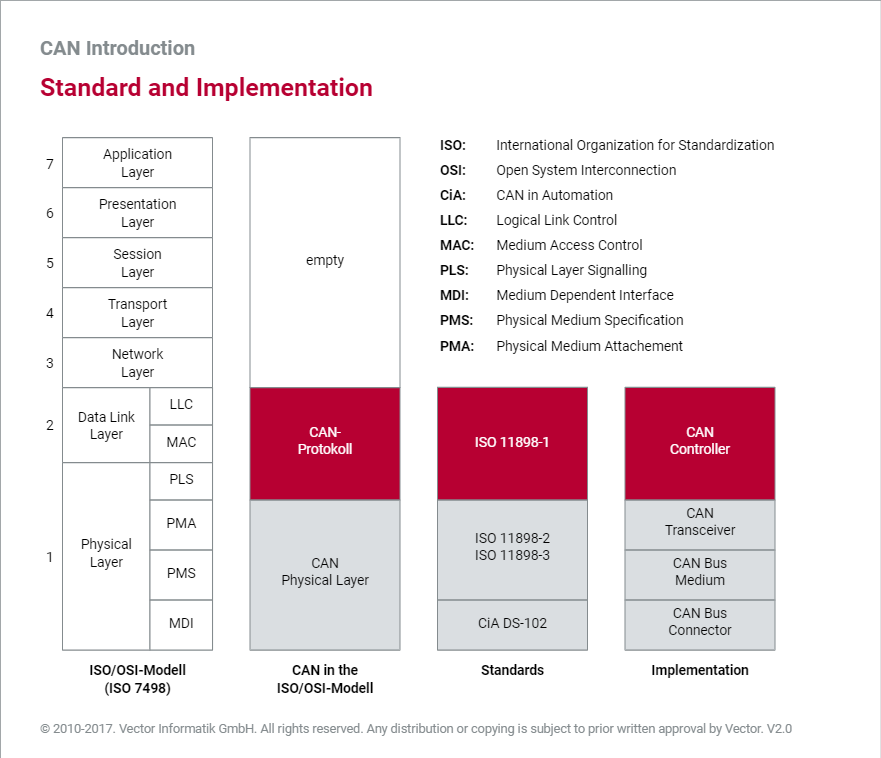 CAN Introduction
Standard and Implementation
7
Application
Layer
6
Presentation
Layer
5
Session
Layer
4
Transport
Layer
3
Network
Layer
2
Data Link
Layer
LLC
MAC
1
Physical
Layer
PLS
PMA
PMS
MDI
ISO/OSI-Modell
(ISO 7498)
empty
CAN-
Protokoll
CAN
Physical Layer
CAN in the
ISO/OSI-Modell
ISO: International Organization for Standardization
OSI: Open System Interconnection
CiA: CAN in Automation
LLC: Logical Link Control
MAC: Medium Access Control
PLS: Physical Layer Signalling
MDI: Medium Dependent Interface
PMS: Physical Medium Specification
PMA: Physical Medium Attachement
ISO 11898-1
ISO 11898-2
ISO 11898-3
CiA DS-102
Standards
CAN
Controller
CAN
Transceiver
CAN Bus
Medium
CAN Bus
Connector
Implementation
© 2010-2017. Vector Informatik GmbH. All rights reserved. Any distribution or copying is subject to prior written approval by Vector. V2.0